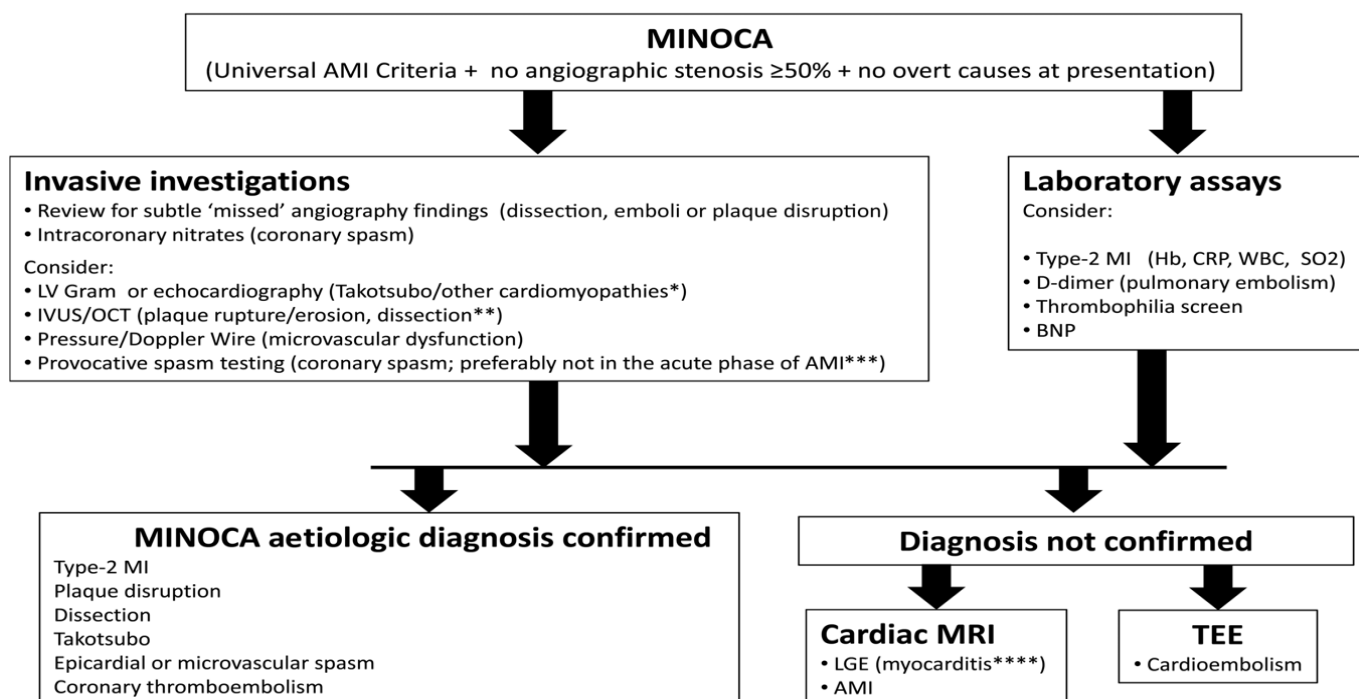 MINOCA
(Universal AMI Criteria + no angiographic stenosis ≥50% + no overt causes at presentation)
Invasive investigations
• Review for subtle ‘missed’ angiography findings (dissection, emboli or plaque disruption)
• Intracoronary nitrates (coronary spasm)
Consider:
• LV Gram or echocardiography (Takotsubo/other cardiomyopathies*)
• IVUS/OCT (plaque rupture/erosion, dissection**)
• Pressure/Doppler Wire (microvascular dysfunction)
• Provocative spasm testing (coronary spasm; preferably not in the acute phase of AMI***)
Laboratory assays
Consider:
• Type-2 MI (Hb, CRP, WBC, SO2)
• D-dimer (pulmonary embolism)
• Thrombophilia screen
• BNP
MINOCA aetiologic diagnosis confirmed
Type-2 MI
Plaque disruption
Dissection
Takotsubo
Epicardial or microvascular spasm
Coronary thromboembolism
Diagnosis not confirmed
Cardiac MRI
• LGE (myocarditis****)
• AMI
TEE
• Cardioembolism